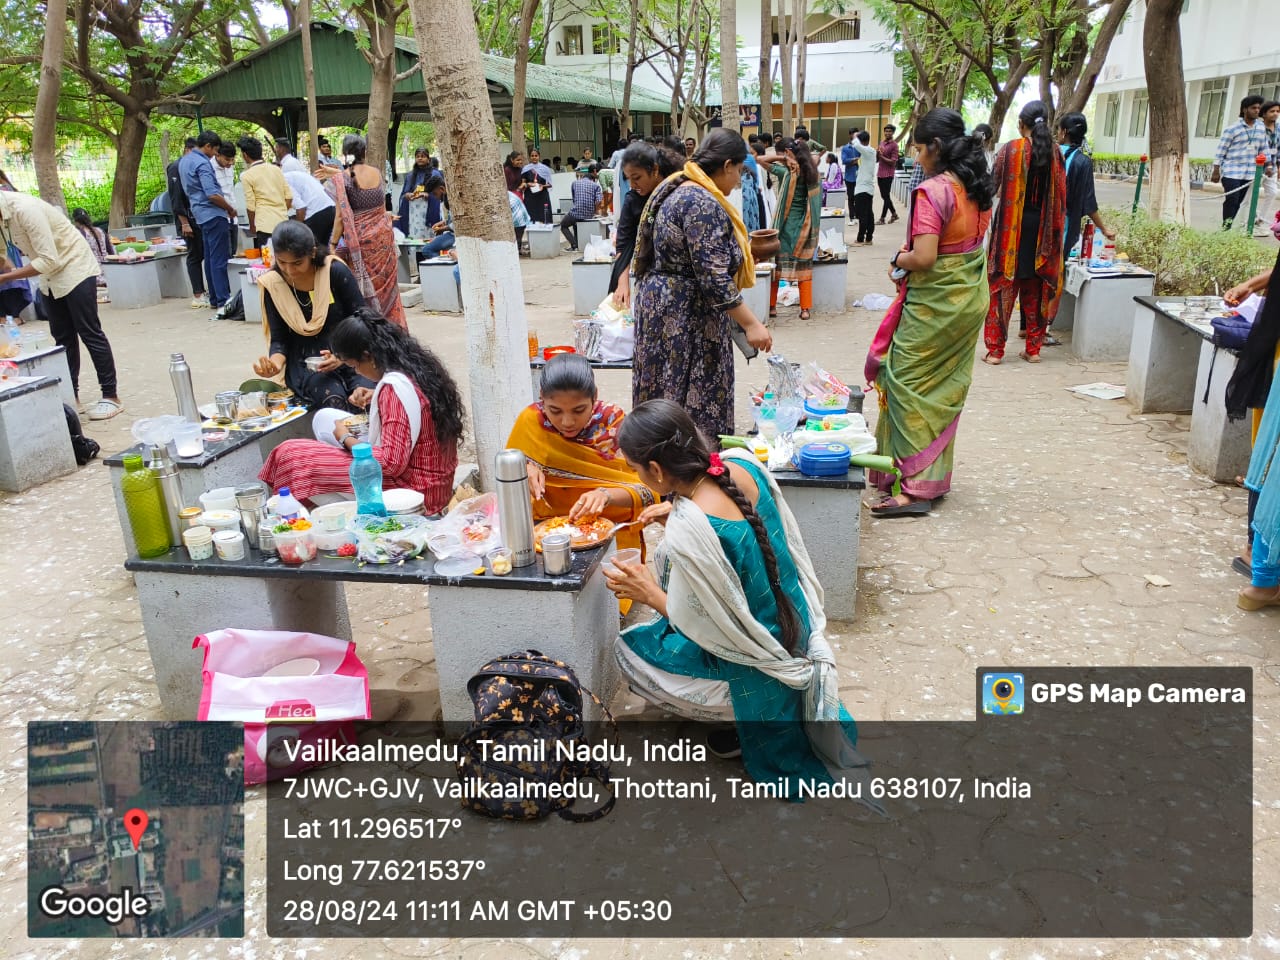 GPS Map Camera
Vailkaalmedu, Tamil Nadu, India
7JWC+GJV, Vailkaalmedu, Thottani, Tamil Nadu 638107, India
Lat 11.296517°
Long 77.621537°
28/08/24 11:11 AM GMT +05:30
Google